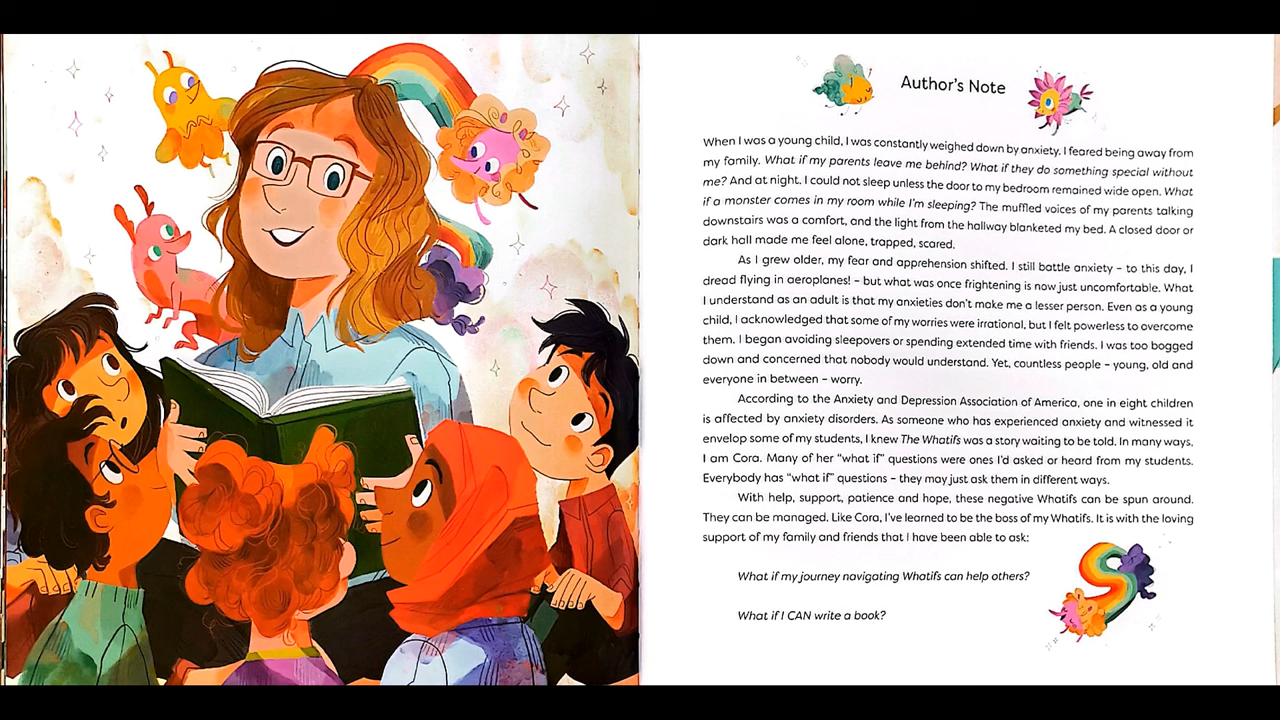 Author's Note
When I was a young child, I was constantly weighed down by anxiety. I feared being away from
my family. What if my parents leave me behind? What if they do something special without
me? And at night, I could not sleep unless the door to my bedroom remained wide open. What
if a monster comes in my room while I'm sleeping? The muffled voices of my parents talking
downstairs was a comfort, and the light from the hallway blanketed my bed. A closed door or
dark hall made me feel alone, trapped, scared.
As I grew older, my fear and apprehension shifted. I still battle anxiety – to this day, I
dread flying in aeroplanes! – but what was once frightening is now just uncomfortable. What
I understand as an adult is that my anxieties don't make me a lesser person. Even as a young
child, I acknowledged that some of my worries were irrational, but I felt powerless to overcome
them. I began avoiding sleepovers or spending extended time with friends. I was too bogged
down and concerned that nobody would understand. Yet, countless people – young, old and
everyone in between – worry.
According to the Anxiety and Depression Association of America, one in eight children
is affected by anxiety disorders. As someone who has experienced anxiety and witnessed it
envelop some of my students, I knew The Whatifs was a story waiting to be told. In many ways,
I am Cora. Many of her "what if" questions were ones I'd asked or heard from my students.
Everybody has "what if" questions – they may just ask them in different ways.
With help, support, patience and hope, these negative Whatifs can be spun around.
They can be managed. Like Cora, I've learned to be the boss of my Whatifs. It is with the loving
support of my family and friends that I have been able to ask:
What if my journey navigating Whatifs can help others?
What if I CAN write a book?